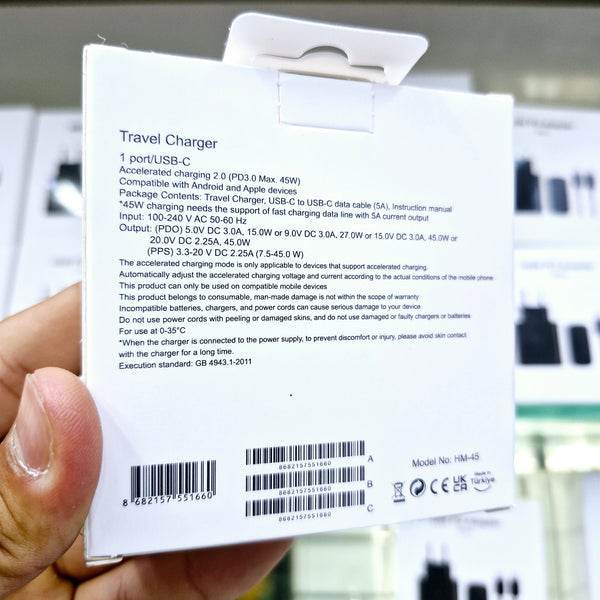 Travel Charger
1 port/USB-C
Accelerated charging 2.0 (PD3.0 Max. 45W)
Compatible with Android and Apple devices
Package Contents: Travel Charger, USB-C to USB-C data cable (5A), Instruction manual
*45W charging needs the support of fast charging data line with 5A current output
Input: 100-240 V AC 50-60 Hz
Output: (PDO) 5.0V DC 3.0A, 15.0W or 9.0V DC 3.0A, 27.0W or 15.0V DC 3.0A, 45.0W or
20.0V DC 2.25A, 45.0W
(PPS) 3.3-20 V DC 2.25A (7.5-45.0 W)
The accelerated charging mode is only applicable to devices that support accelerated charging.
Automatically adjust the accelerated charging voltage and current according to the actual conditions of the mobile phone
This product can only be used on compatible mobile devices
This product belongs to consumable, man-made damage is not within the scope of warranty
Incompatible batteries, chargers, and power cords can cause serious damage to your device
Do not use power cords with peeling or damaged skins, and do not use damaged or faulty chargers or batteries
For use at 0-35°C
*When the charger is connected to the power supply, to prevent discomfort or injury, please avoid skin contact
with the charger for a long time.
Execution standard: GB 4943.1-2011
8 682157 551660
8682157551660 A
8682157551660 B
8682157551660 C
Model No: HM-45
CE UK CA Made in Türkiye